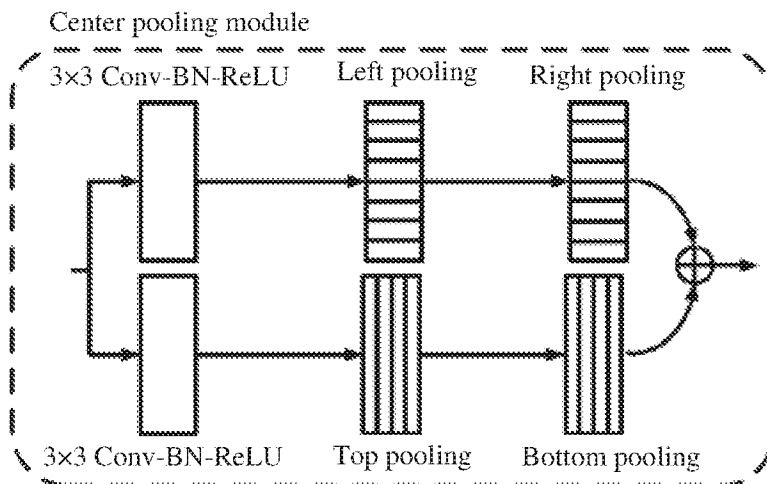 Center pooling module
3×3 Conv-BN-ReLU
Left pooling
Right pooling
3×3 Conv-BN-ReLU
Top pooling
Bottom pooling